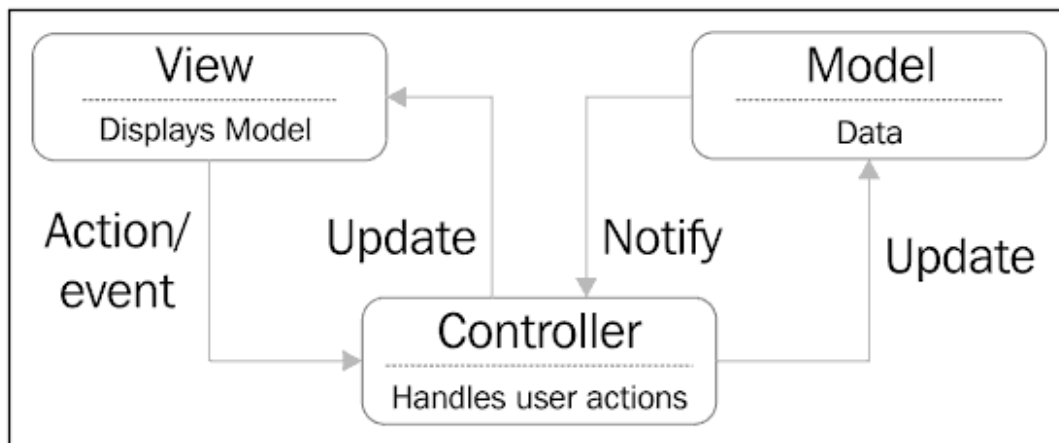 View
Displays Model
Model
Data
Action/
event
Update
Notify
Update
Controller
Handles user actions